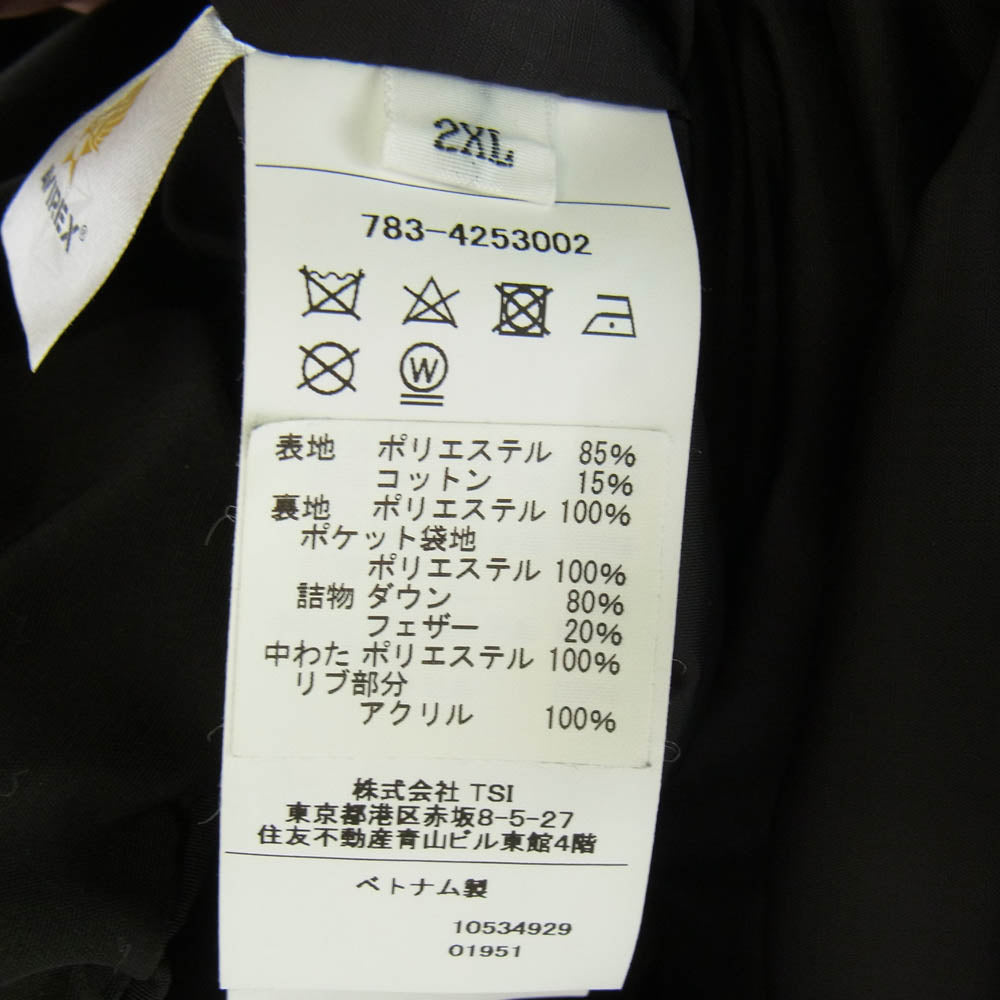 AVIREX®
2XL
783-4253002
W
表地 ポリエステル 85%
コットン 15%
裏地 ポリエステル 100%
ポケット袋地
ポリエステル 100%
詰物 ダウン 80%
フェザー 20%
中わた ポリエステル 100%
リブ部分
アクリル 100%
株式会社 TSI
東京都港区赤坂8-5-27
住友不動産青山ビル東館4階
ベトナム製
10534929
01951